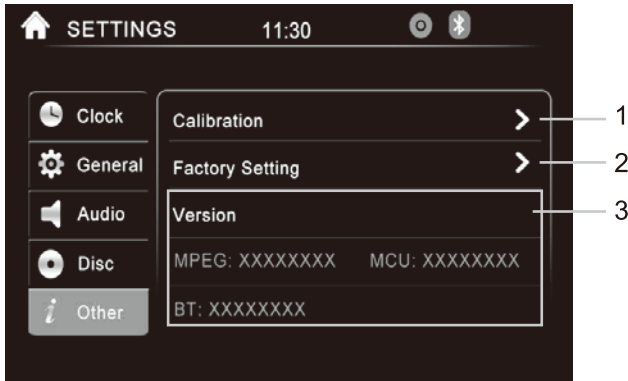 SETTINGS 11:30
Clock
General
Audio
Disc
Other
Calibration 1
Factory Setting 2
Version 3
MPEG: XXXXXXXX MCU: XXXXXXXX
BT: XXXXXXXX